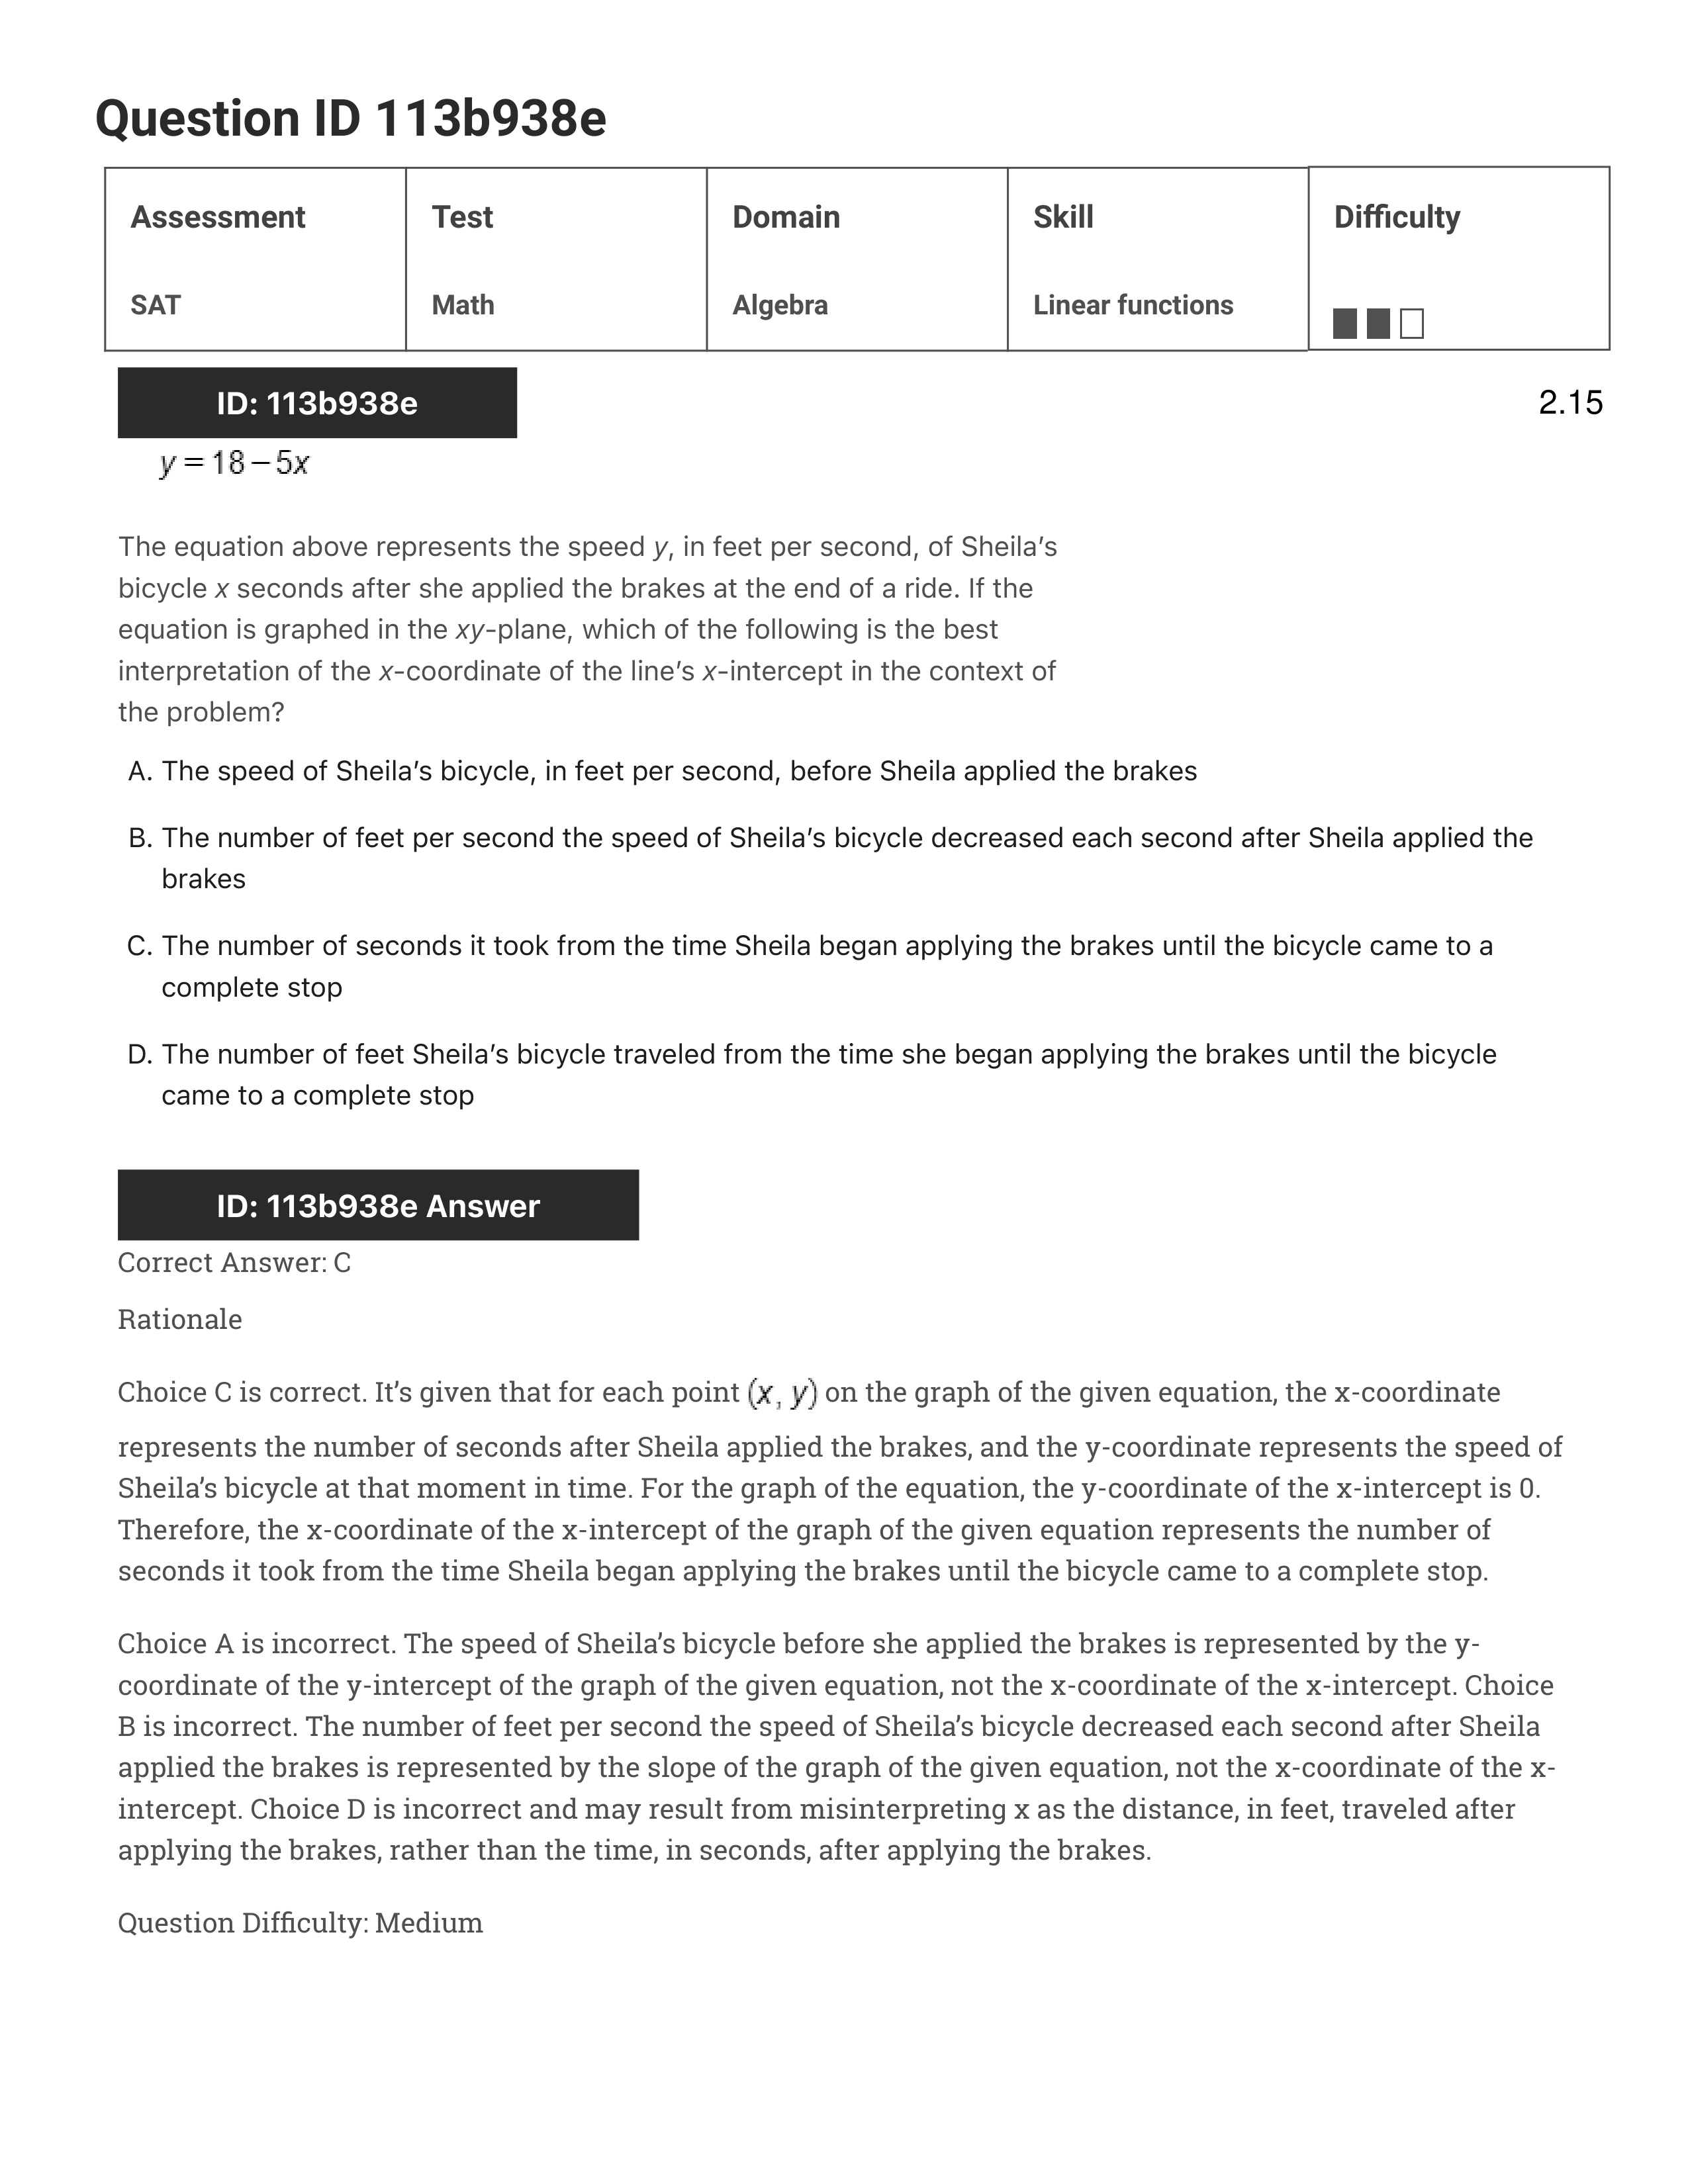 Question ID 113b938e
Assessment Test Domain Skill Difficulty
SAT Math Algebra Linear functions
ID: 113b938e 2.15
y = 18 – 5x
The equation above represents the speed y, in feet per second, of Sheila’s
bicycle x seconds after she applied the brakes at the end of a ride. If the
equation is graphed in the xy-plane, which of the following is the best
interpretation of the x-coordinate of the line’s x-intercept in the context of
the problem?
A. The speed of Sheila’s bicycle, in feet per second, before Sheila applied the brakes
B. The number of feet per second the speed of Sheila’s bicycle decreased each second after Sheila applied the
brakes
C. The number of seconds it took from the time Sheila began applying the brakes until the bicycle came to a
complete stop
D. The number of feet Sheila’s bicycle traveled from the time she began applying the brakes until the bicycle
came to a complete stop
ID: 113b938e Answer
Correct Answer: C
Rationale
Choice C is correct. It’s given that for each point (x, y) on the graph of the given equation, the x-coordinate
represents the number of seconds after Sheila applied the brakes, and the y-coordinate represents the speed of
Sheila’s bicycle at that moment in time. For the graph of the equation, the y-coordinate of the x-intercept is 0.
Therefore, the x-coordinate of the x-intercept of the graph of the given equation represents the number of
seconds it took from the time Sheila began applying the brakes until the bicycle came to a complete stop.
Choice A is incorrect. The speed of Sheila’s bicycle before she applied the brakes is represented by the y-
coordinate of the y-intercept of the graph of the given equation, not the x-coordinate of the x-intercept. Choice
B is incorrect. The number of feet per second the speed of Sheila’s bicycle decreased each second after Sheila
applied the brakes is represented by the slope of the graph of the given equation, not the x-coordinate of the x-
intercept. Choice D is incorrect and may result from misinterpreting x as the distance, in feet, traveled after
applying the brakes, rather than the time, in seconds, after applying the brakes.
Question Difficulty: Medium